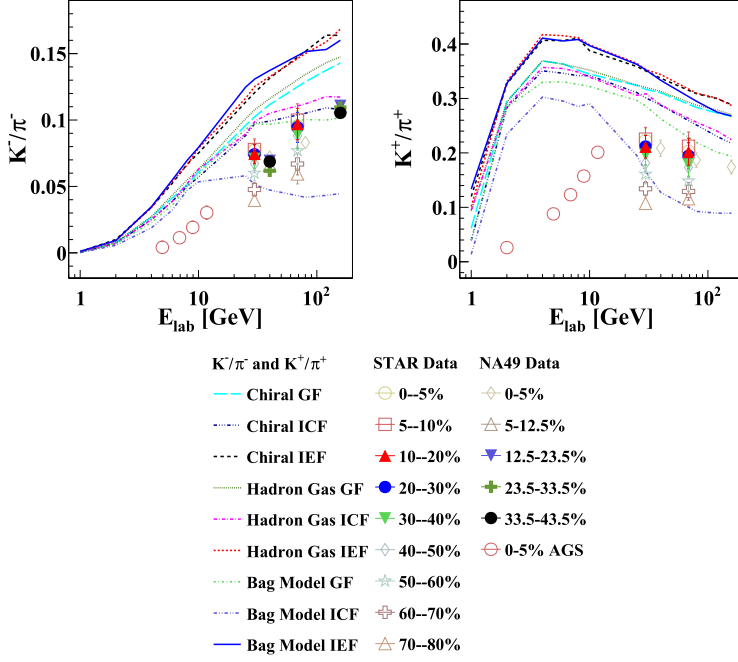 K⁻/π⁻
0.15
0.1
0.05
0
1
10
10²
E_lab [GeV]
K⁺/π⁺
0.4
0.3
0.2
0.1
0
1
10
10²
E_lab [GeV]
K⁻/π⁻ and K⁺/π⁺ STAR Data NA49 Data
Chiral GF 0--5% 0-5%
Chiral ICF 5--10% 5-12.5%
Chiral IEF 10--20% 12.5-23.5%
Hadron Gas GF 20--30% 23.5-33.5%
Hadron Gas ICF 30--40% 33.5-43.5%
Hadron Gas IEF 40--50% 0-5% AGS
Bag Model GF 50--60%
Bag Model ICF 60--70%
Bag Model IEF 70--80%